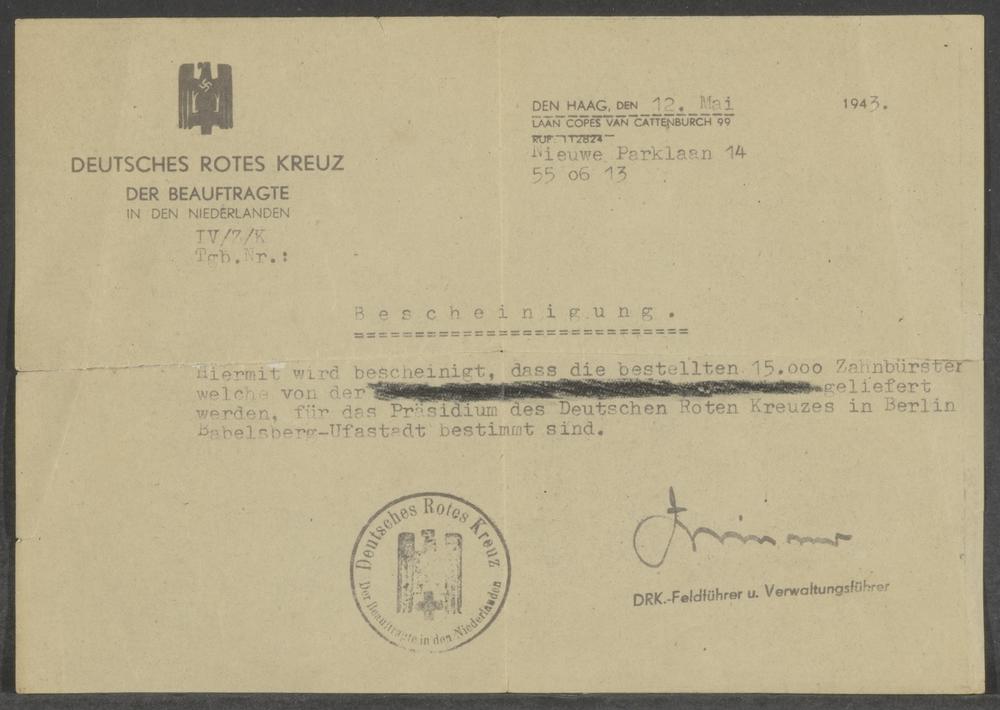 DEUTSCHES ROTES KREUZ
DER BEAUFTRAGTE
IN DEN NIEDERLANDEN
IV/Z/K
Tgb.Nr.:
DEN HAAG, DEN 12. Mai 1943.
LAAN COPES VAN CATTENBURCH 99
RUF: 112824
Nieuwe Parklaan 14
55 06 13
Bescheinigung.
Hiermit wird bescheinigt, dass die bestellten 15.000 Zahnbürster
welche von der geliefert
werden, für das Präsidium des Deutschen Roten Kreuzes in Berlin
Babelsberg-Ufastadt bestimmt sind.
Deutsches Rotes Kreuz
Der Beauftragte in den Niederlanden
DRK.-Feldführer u. Verwaltungsführer